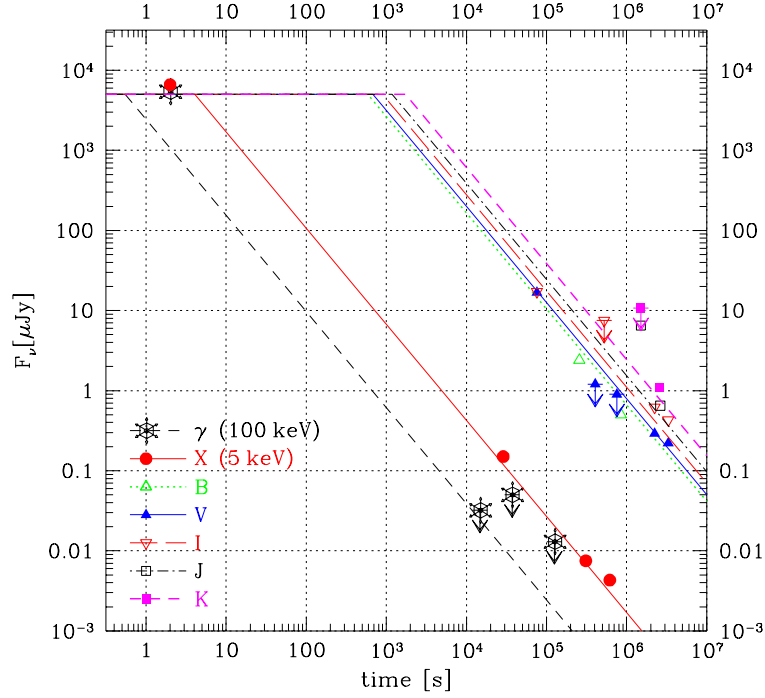 1 10 10² 10³ 10⁴ 10⁵ 10⁶ 10⁷
10⁴ 10⁴
10³ 10³
100 100
10 10
F_ν[μJy]
1 1
γ (100 keV)
X (5 keV)
0.1 0.1
B
V
I
0.01 0.01
J
K
10⁻³ 10⁻³
1 10 10² 10³ 10⁴ 10⁵ 10⁶ 10⁷
time [s]